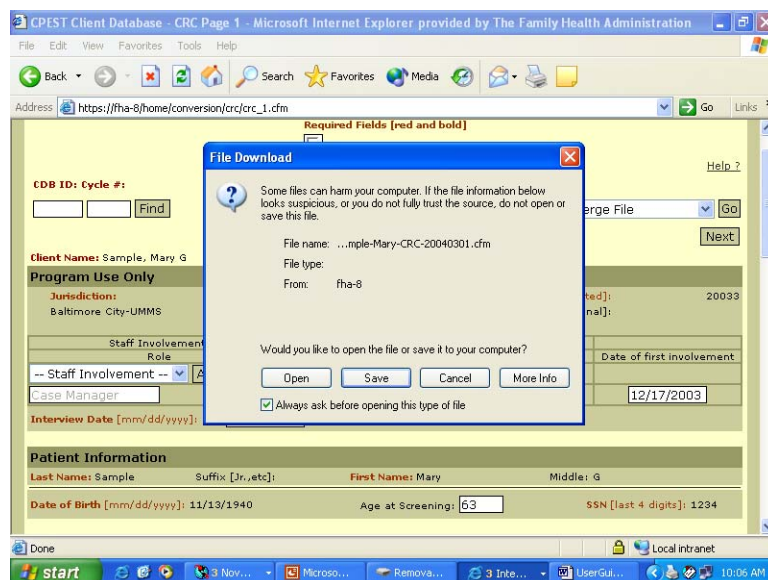 CPEST Client Database - CRC Page 1 - Microsoft Internet Explorer provided by The Family Health Administration
File Edit View Favorites Tools Help
Back Search Favorites Media
Address https://fha-8/home/conversion/crc/crc_1.cfm Go Links
Required Fields [red and bold]
Help ?
CDB ID: Cycle #:
Find
erge File Go
Next
Client Name: Sample, Mary G
Program Use Only
Jurisdiction:
ted]: 20033
Baltimore City-UMMS
nal]:
Staff Involvement
Role
Date of first involvement
-- Staff Involvement -- A
Case Manager
12/17/2003
Interview Date [mm/dd/yyyy]:
File Download
Some files can harm your computer. If the file information below
looks suspicious, or you do not fully trust the source, do not open or
save this file.
File name: ...mple-Mary-CRC-20040301.cfm
File type:
From: fha-8
Would you like to open the file or save it to your computer?
Open Save Cancel More Info
Always ask before opening this type of file
Patient Information
Last Name: Sample Suffix [Jr.,etc]: First Name: Mary Middle: G
Date of Birth [mm/dd/yyyy]: 11/13/1940 Age at Screening: 63 SSN [last 4 digits]: 1234
Done Local intranet
start 3 Nov... Microso... Remova... 3 Inte... UserGui... 10:06 AM